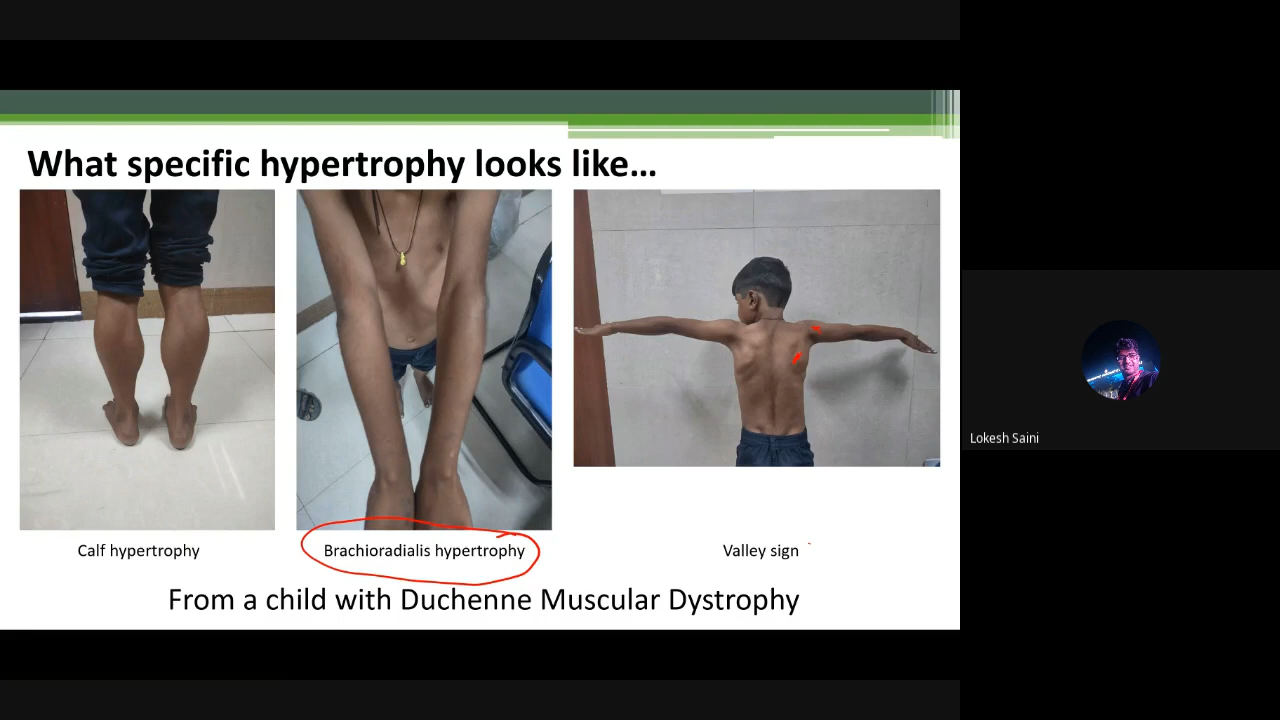 What specific hypertrophy looks like...
Calf hypertrophy
Brachioradialis hypertrophy
Valley sign
From a child with Duchenne Muscular Dystrophy
Lokesh Saini